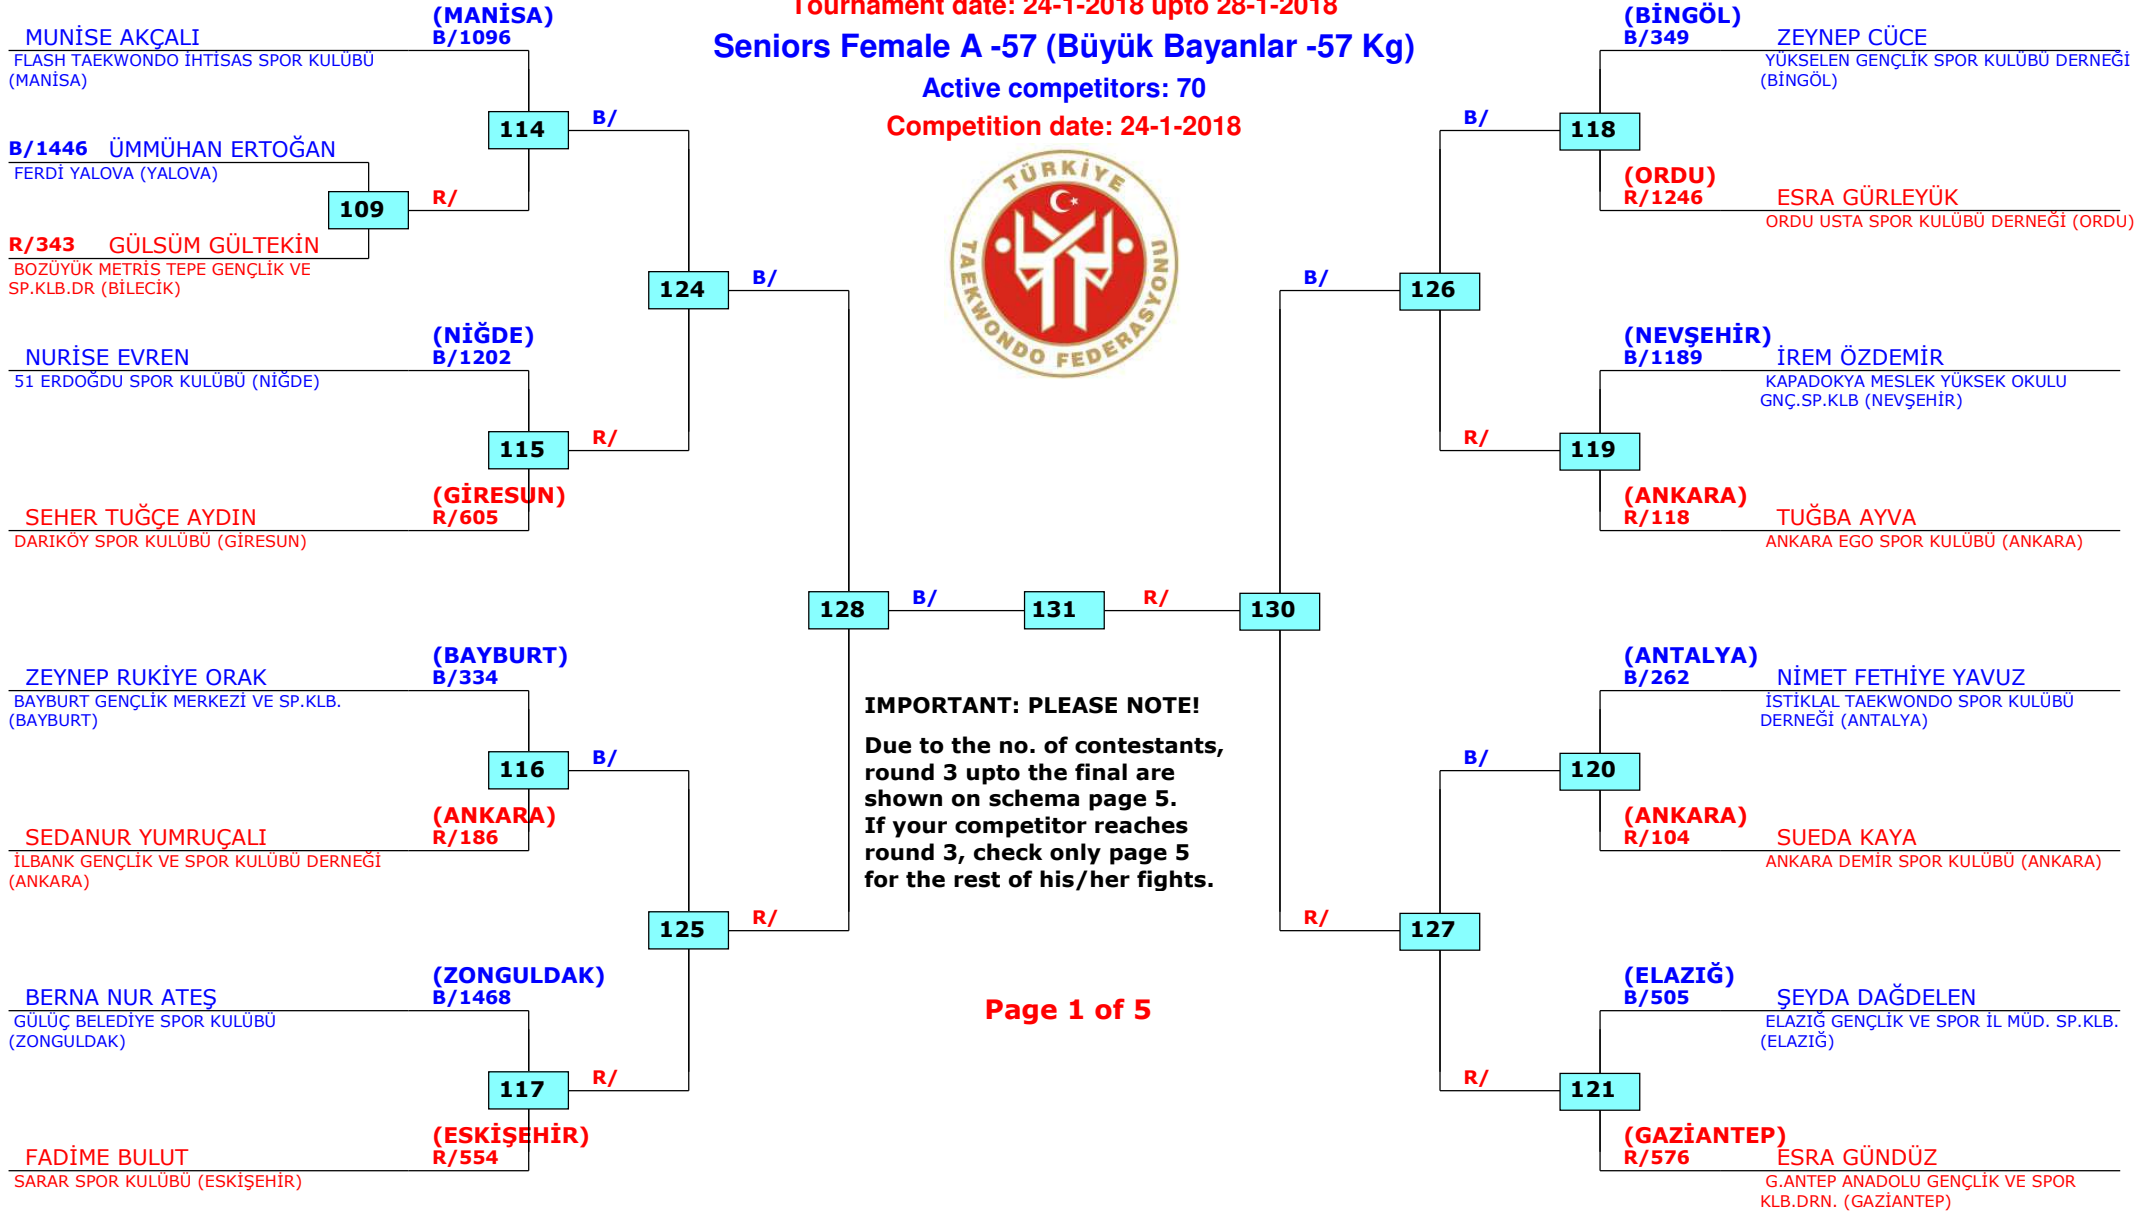 Tournament date: 24-1-2018 upto 28-1-2018
Seniors Female A -57 (Büyük Bayanlar -57 Kg)
Active competitors: 70
Competition date: 24-1-2018
TÜRKİYE
TAEKWONDO FEDERASYONU
(MANİSA)
MUNİSE AKÇALI B/1096
FLASH TAEKWONDO İHTİSAS SPOR KULÜBÜ
(MANİSA)
114 B/
B/1446 ÜMMÜHAN ERTOĞAN
FERDİ YALOVA (YALOVA)
109 R/
R/343 GÜLSÜM GÜLTEKİN
BOZÜYÜK METRİS TEPE GENÇLİK VE
SP.KLB.DR (BİLECİK)
124 B/
(NİĞDE)
NURİSE EVREN B/1202
51 ERDOĞDU SPOR KULÜBÜ (NİĞDE)
115 R/
(GİRESUN)
SEHER TUĞÇE AYDIN R/605
DARIKÖY SPOR KULÜBÜ (GİRESUN)
128 B/ 131 R/ 130
(BAYBURT)
ZEYNEP RUKİYE ORAK B/334
BAYBURT GENÇLİK MERKEZİ VE SP.KLB.
(BAYBURT)
116 B/
(ANKARA)
SEDANUR YUMRUÇALI R/186
İLBANK GENÇLİK VE SPOR KULÜBÜ DERNEĞİ
(ANKARA)
125 R/
(ZONGULDAK)
BERNA NUR ATEŞ B/1468
GÜLÜÇ BELEDİYE SPOR KULÜBÜ
(ZONGULDAK)
117 R/
(ESKİŞEHİR)
FADİME BULUT R/554
SARAR SPOR KULÜBÜ (ESKİŞEHİR)
IMPORTANT: PLEASE NOTE!
Due to the no. of contestants,
round 3 upto the final are
shown on schema page 5.
If your competitor reaches
round 3, check only page 5
for the rest of his/her fights.
Page 1 of 5
(BİNGÖL)
B/349 ZEYNEP CÜCE
YÜKSELEN GENÇLİK SPOR KULÜBÜ DERNEĞİ
(BİNGÖL)
B/ 118
(ORDU)
R/1246 ESRA GÜRLEYÜK
ORDU USTA SPOR KULÜBÜ DERNEĞİ (ORDU)
B/ 126
(NEVŞEHİR)
B/1189 İREM ÖZDEMİR
KAPADOKYA MESLEK YÜKSEK OKULU
GNÇ.SP.KLB (NEVŞEHİR)
R/ 119
(ANKARA)
R/118 TUĞBA AYVA
ANKARA EGO SPOR KULÜBÜ (ANKARA)
(ANTALYA)
B/262 NİMET FETHİYE YAVUZ
İSTİKLAL TAEKWONDO SPOR KULÜBÜ
DERNEĞİ (ANTALYA)
B/ 120
(ANKARA)
R/104 SUEDA KAYA
ANKARA DEMİR SPOR KULÜBÜ (ANKARA)
R/ 127
(ELAZIĞ)
B/505 ŞEYDA DAĞDELEN
ELAZIĞ GENÇLİK VE SPOR İL MÜD. SP.KLB.
(ELAZIĞ)
R/ 121
(GAZİANTEP)
R/576 ESRA GÜNDÜZ
G.ANTEP ANADOLU GENÇLİK VE SPOR
KLB.DRN. (GAZİANTEP)